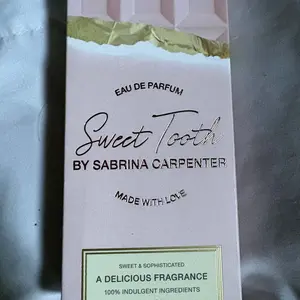 EAU DE PARFUM
Sweet Tooth
BY SABRINA CARPENTER
MADE WITH LOVE
SWEET & SOPHISTICATED
A DELICIOUS FRAGRANCE
100% INDULGENT INGREDIENTS